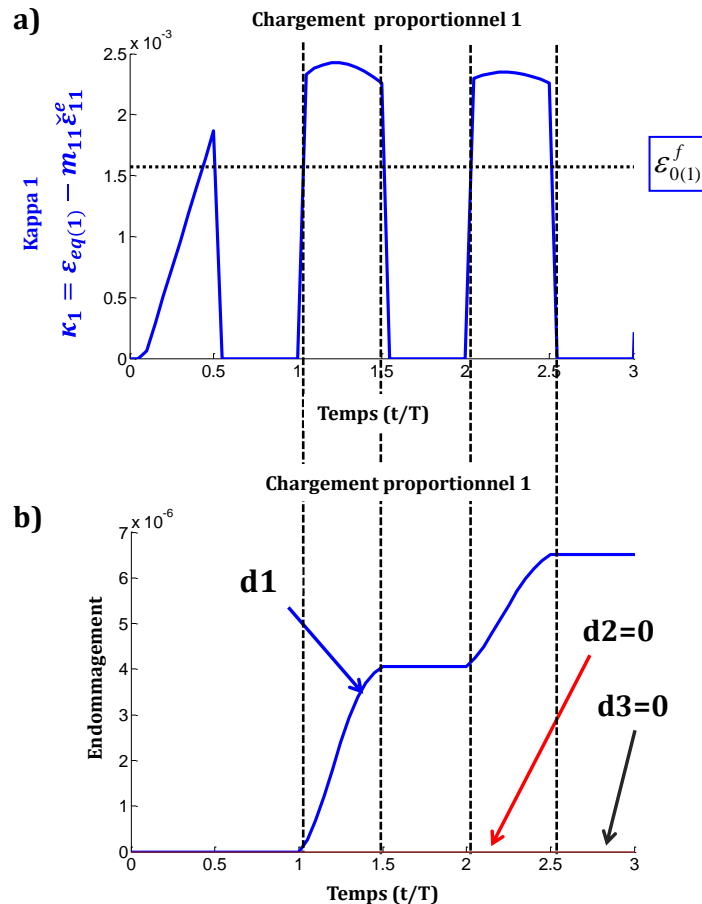 a)
Chargement proportionnel 1
x 10⁻³
2.5
2
1.5
1
0.5
0
Kappa 1
κ₁ = ε_eq(1) − m₁₁ε̌ᵉ₁₁
ε^f_0(1)
0 0.5 1 1.5 2 2.5 3
Temps (t/T)
Chargement proportionnel 1
b)
x 10⁻⁶
7
6
5
4
3
2
1
0
Endommagement
d1
d2=0
d3=0
0 0.5 1 1.5 2 2.5 3
Temps (t/T)